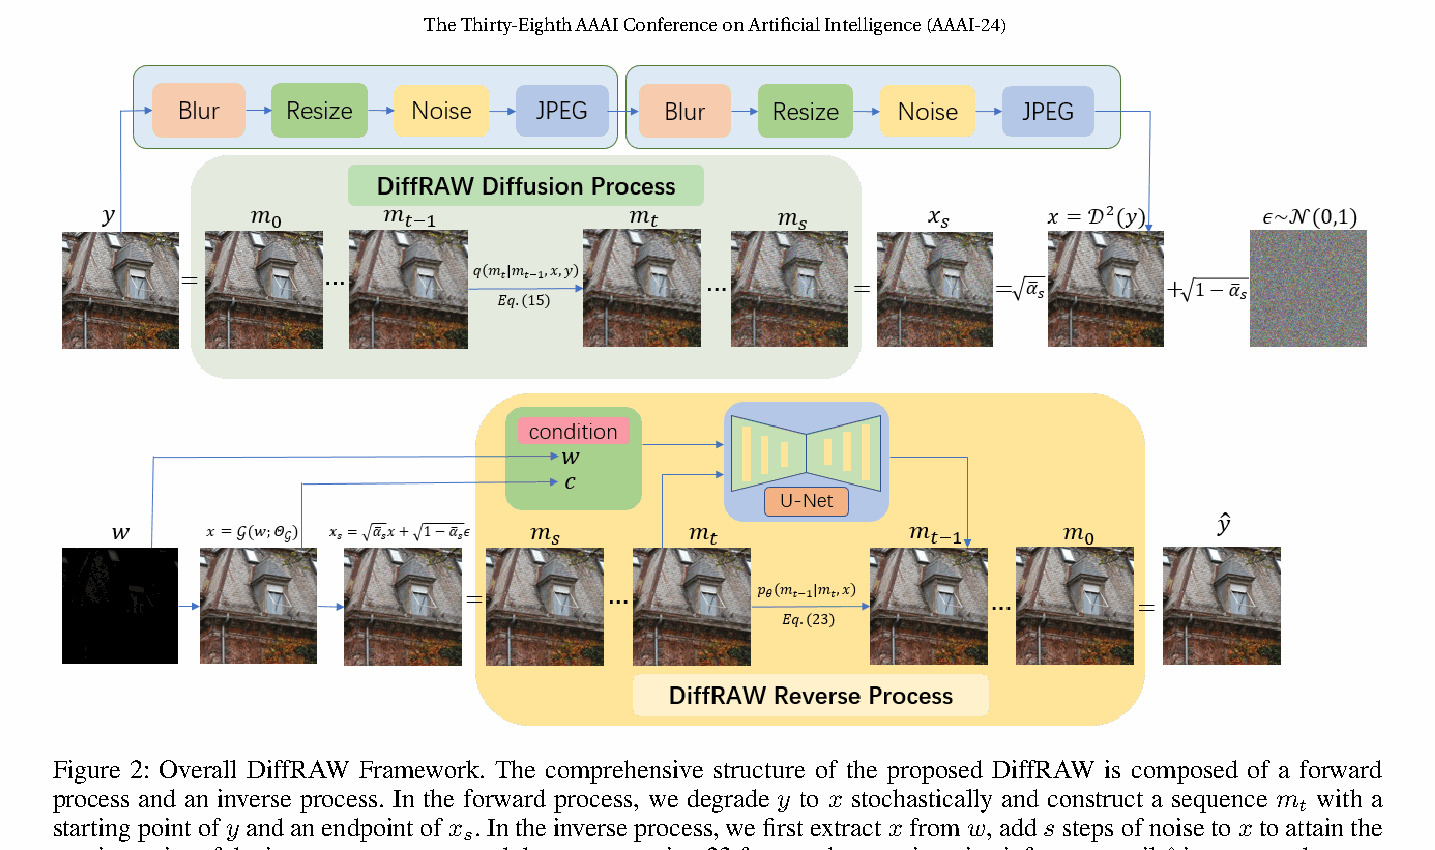 The Thirty-Eighth AAAI Conference on Artificial Intelligence (AAAI-24)
Blur Resize Noise JPEG Blur Resize Noise JPEG
DiffRAW Diffusion Process
y m₀ mₜ₋₁ mₜ mₛ xₛ x = 𝒟²(y) ϵ~𝒩(0,1)
= ... q(mₜ|mₜ₋₁, x, y) ... = =√ᾱₛ +√1 − ᾱₛ
Eq. (15)
condition
w
c
U-Net
w x = 𝒢(w; Θ_𝒢) xₛ = √ᾱₛx + √1 − ᾱₛϵ mₛ mₜ mₜ₋₁ m₀ ŷ
= ... p_θ(mₜ₋₁|mₜ, x) ... =
Eq. (23)
DiffRAW Reverse Process
Figure 2: Overall DiffRAW Framework. The comprehensive structure of the proposed DiffRAW is composed of a forward
process and an inverse process. In the forward process, we degrade y to x stochastically and construct a sequence mₜ with a
starting point of y and an endpoint of xₛ. In the inverse process, we first extract x from w, add s steps of noise to x to attain the